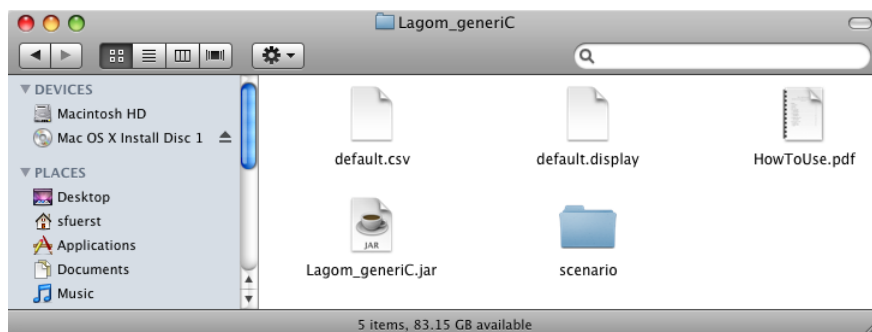 Lagom_generiC
DEVICES
Macintosh HD
Mac OS X Install Disc 1
PLACES
Desktop
sfuerst
Applications
Documents
Music
default.csv
default.display
HowToUse.pdf
JAR
Lagom_generiC.jar
scenario
5 items, 83.15 GB available